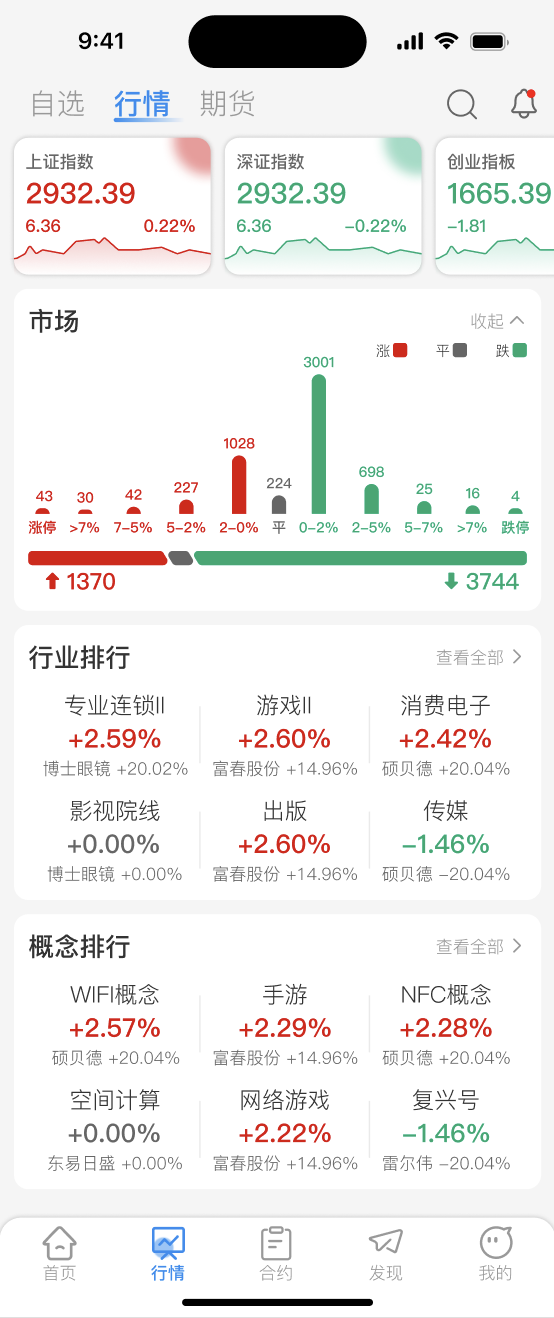 9:41
自选 行情 期货
上证指数 深证指数 创业指板
2932.39 2932.39 1665.39
6.36 0.22% 6.36 -0.22% -1.81
市场 收起
涨 平 跌
3001
1028
698
43 30 42 227 224 25 16 4
涨停 >7% 7-5% 5-2% 2-0% 平 0-2% 2-5% 5-7% >7% 跌停
1370 3744
行业排行 查看全部
专业连锁II 游戏II 消费电子
+2.59% +2.60% +2.42%
博士眼镜 +20.02% 富春股份 +14.96% 硕贝德 +20.04%
影视院线 出版 传媒
+0.00% +2.60% -1.46%
博士眼镜 +0.00% 富春股份 +14.96% 硕贝德 -20.04%
概念排行 查看全部
WIFI概念 手游 NFC概念
+2.57% +2.29% +2.28%
硕贝德 +20.04% 富春股份 +14.96% 硕贝德 +20.04%
空间计算 网络游戏 复兴号
+0.00% +2.22% -1.46%
东易日盛 +0.00% 富春股份 +14.96% 雷尔伟 -20.04%
首页 行情 合约 发现 我的